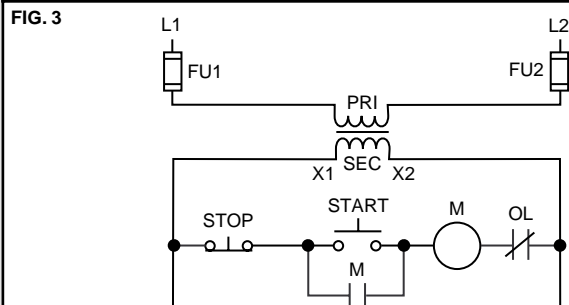 FIG. 3
L1 L2
FU1 FU2
PRI
SEC
X1 X2
START
STOP M OL
M